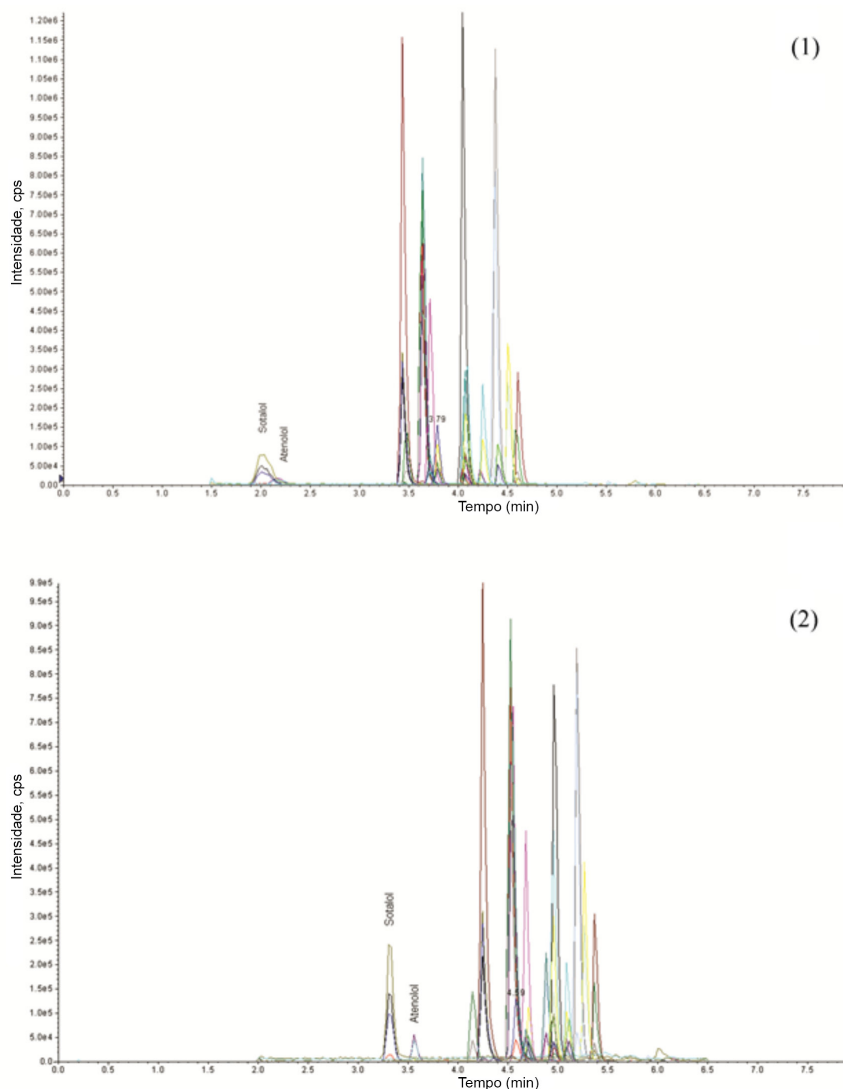 (1)
1.20e6
1.15e6
1.10e6
1.05e6
1.00e6
9.50e5
9.00e5
8.50e5
8.00e5
7.50e5
7.00e5
6.50e5
6.00e5
5.50e5
5.00e5
4.50e5
4.00e5
3.50e5
3.00e5
2.50e5
2.00e5
1.50e5
1.00e5
5.00e4
0.0
Intensidade, cps
Sotalol
Atenolol
3.79
0.0 0.5 1.0 1.5 2.0 2.5 3.0 3.5 4.0 4.5 5.0 5.5 6.0 6.5 7.0 7.5
Tempo (min)
(2)
9.9e5
9.5e5
9.0e5
8.5e5
8.0e5
7.5e5
7.0e5
6.5e5
6.0e5
5.5e5
5.0e5
4.5e5
4.0e5
3.5e5
3.0e5
2.5e5
2.0e5
1.5e5
1.0e5
5.0e4
0.0
Intensidade, cps
Sotalol
Atenolol
4.59
0.0 0.5 1.0 1.5 2.0 2.5 3.0 3.5 4.0 4.5 5.0 5.5 6.0 6.5 7.0 7.5
Tempo (min)